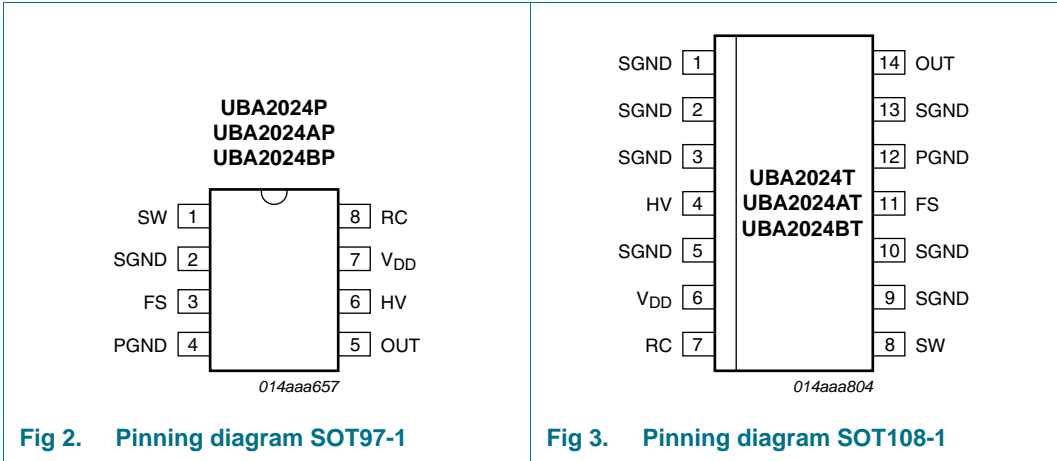 UBA2024P
UBA2024AP
UBA2024BP
SW 1 8 RC
SGND 2 7 VDD
FS 3 6 HV
PGND 4 5 OUT
014aaa657
Fig 2. Pinning diagram SOT97-1
SGND 1 14 OUT
SGND 2 13 SGND
SGND 3 12 PGND
UBA2024T
UBA2024AT
UBA2024BT
HV 4 11 FS
SGND 5 10 SGND
VDD 6 9 SGND
RC 7 8 SW
014aaa804
Fig 3. Pinning diagram SOT108-1